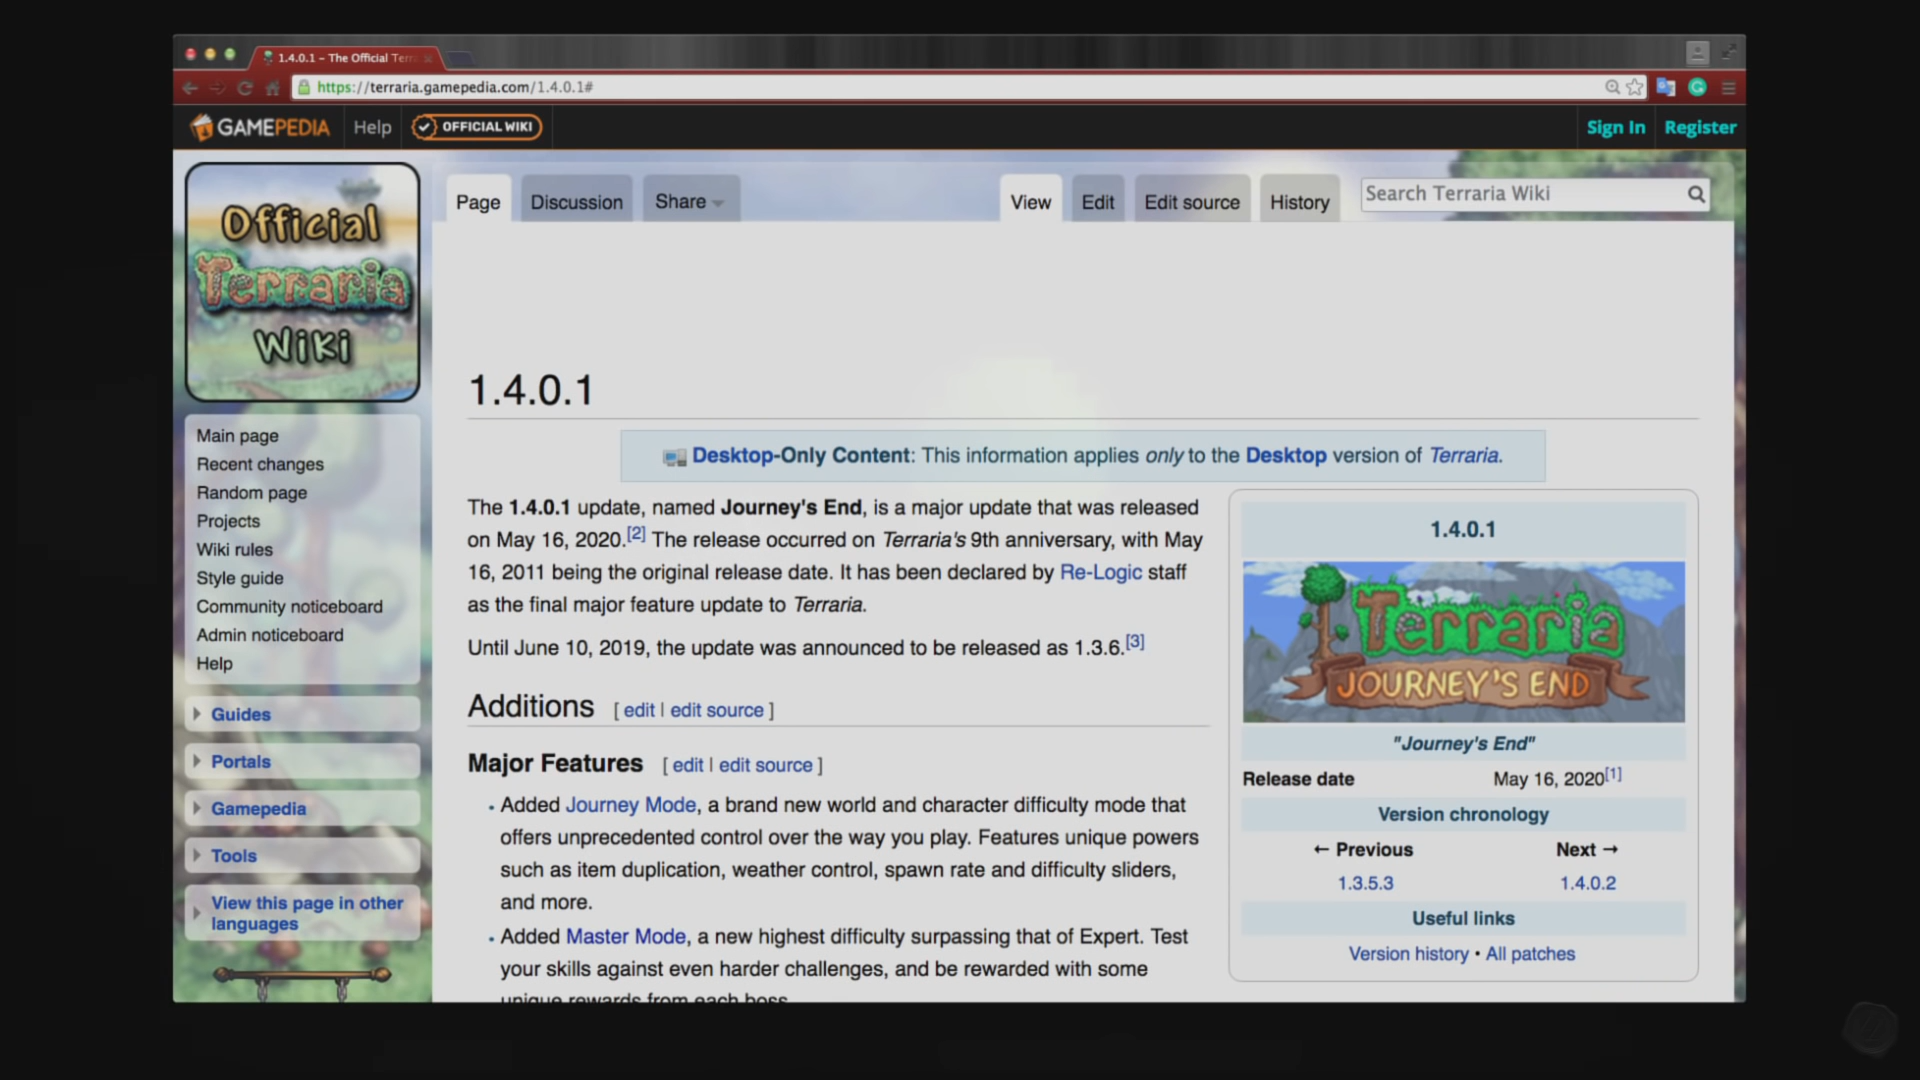 1.4.0.1 – The Official Terr
https://terraria.gamepedia.com/1.4.0.1#
GAMEPEDIA
Help
OFFICIAL WIKI
Sign In
Register
Official
Terraria
Wiki
Page
Discussion
Share
View
Edit
Edit source
History
Search Terraria Wiki
Main page
Recent changes
Random page
Projects
Wiki rules
Style guide
Community noticeboard
Admin noticeboard
Help
Guides
Portals
Gamepedia
Tools
View this page in other
languages
1.4.0.1
Desktop-Only Content: This information applies only to the Desktop version of Terraria.
The 1.4.0.1 update, named Journey's End, is a major update that was released
on May 16, 2020.[2] The release occurred on Terraria's 9th anniversary, with May
16, 2011 being the original release date. It has been declared by Re-Logic staff
as the final major feature update to Terraria.
Until June 10, 2019, the update was announced to be released as 1.3.6.[3]
Additions [ edit | edit source ]
Major Features [ edit | edit source ]
• Added Journey Mode, a brand new world and character difficulty mode that
offers unprecedented control over the way you play. Features unique powers
such as item duplication, weather control, spawn rate and difficulty sliders,
and more.
• Added Master Mode, a new highest difficulty surpassing that of Expert. Test
your skills against even harder challenges, and be rewarded with some
unique rewards from each boss
1.4.0.1
Terraria
JOURNEY'S END
"Journey's End"
Release date May 16, 2020[1]
Version chronology
← Previous Next →
1.3.5.3 1.4.0.2
Useful links
Version history • All patches